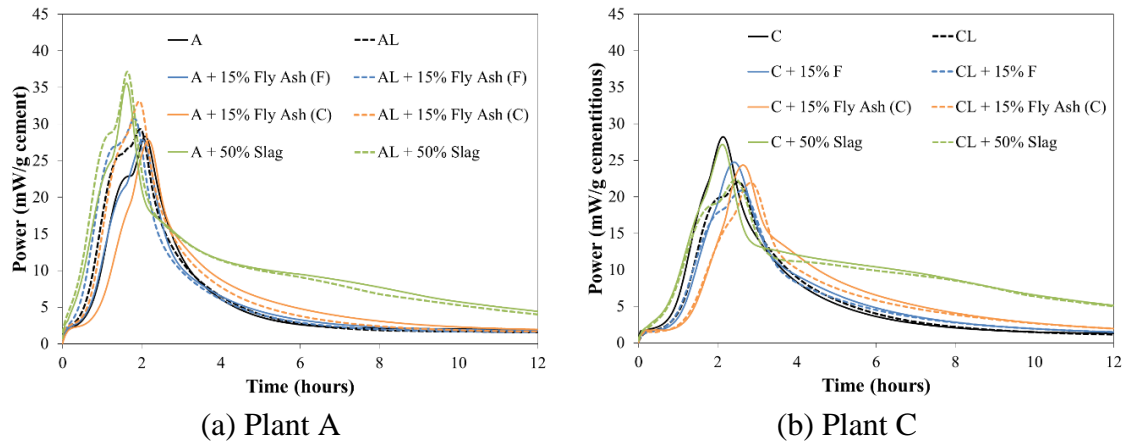 45
40
35
30
25
20
15
10
5
0
Power (mW/g cement)
A
AL
A + 15% Fly Ash (F)
AL + 15% Fly Ash (F)
A + 15% Fly Ash (C)
AL + 15% Fly Ash (C)
A + 50% Slag
AL + 50% Slag
0 2 4 6 8 10 12
Time (hours)
(a) Plant A
45
40
35
30
25
20
15
10
5
0
Power (mW/g cementitious)
C
CL
C + 15% F
CL + 15% F
C + 15% Fly Ash (C)
CL + 15% Fly Ash (C)
C + 50% Slag
CL + 50% Slag
0 2 4 6 8 10 12
Time (hours)
(b) Plant C